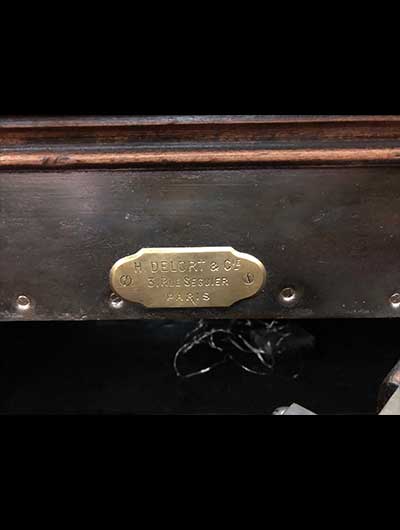 H. DELORT & CIE
3, RUE SEGUIER
PARIS